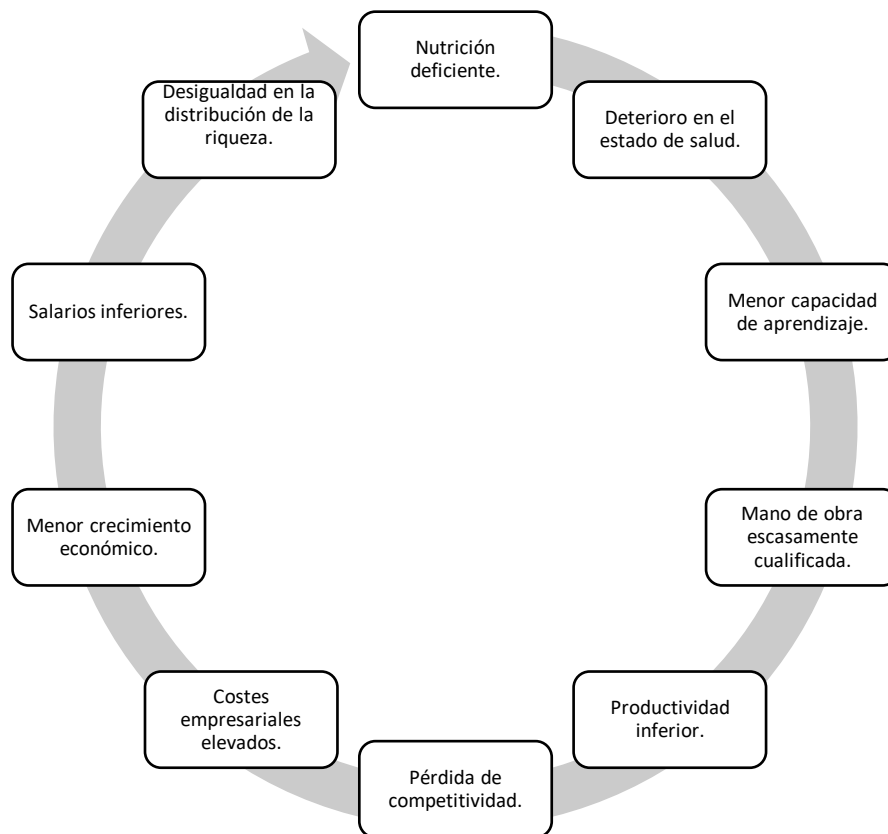 Nutrición
deficiente.
Deterioro en el
estado de salud.
Menor capacidad
de aprendizaje.
Mano de obra
escasamente
cualificada.
Productividad
inferior.
Pérdida de
competitividad.
Costes
empresariales
elevados.
Menor crecimiento
económico.
Salarios inferiores.
Desigualdad en la
distribución de la
riqueza.